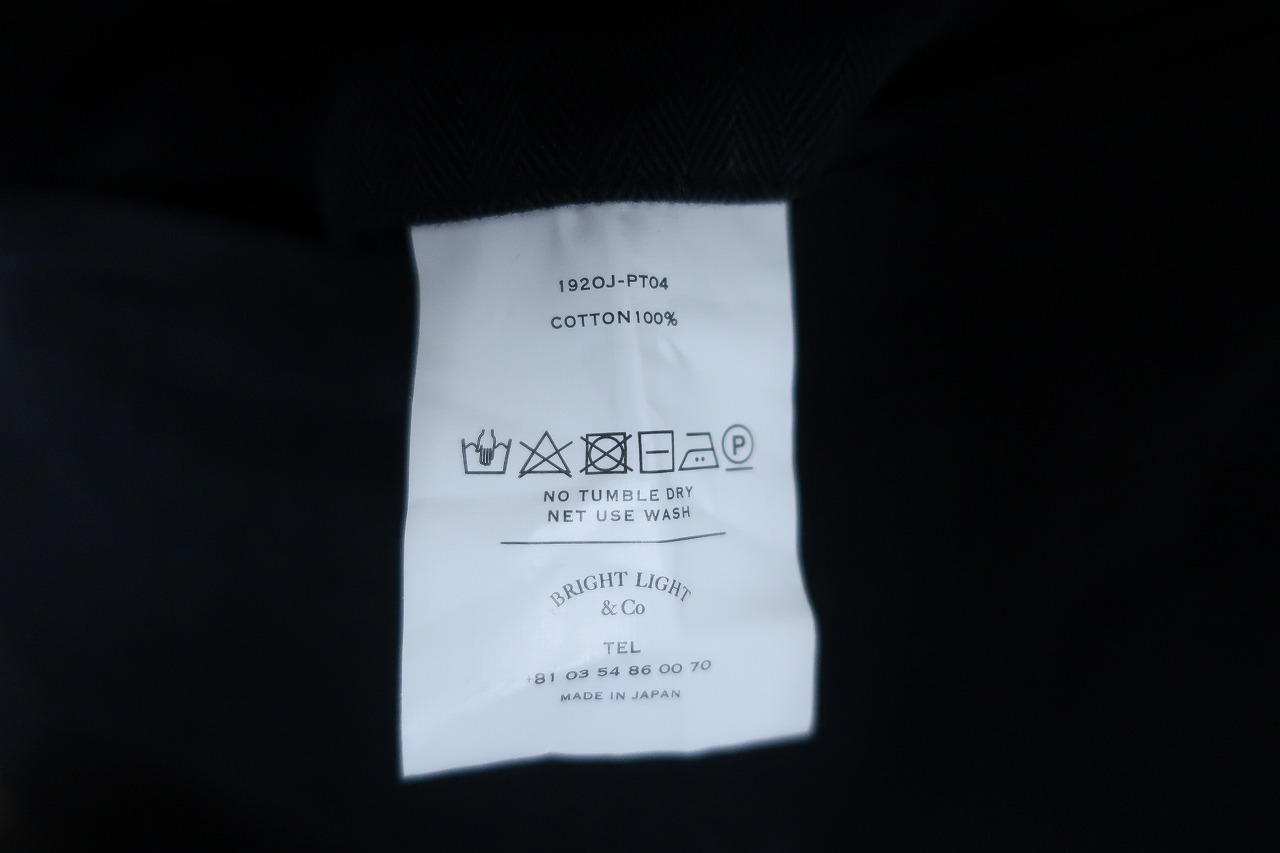 192OJ-PT04
COTTON100%
P
NO TUMBLE DRY
NET USE WASH
BRIGHT LIGHT
& Co
TEL
+81 03 54 86 00 70
MADE IN JAPAN